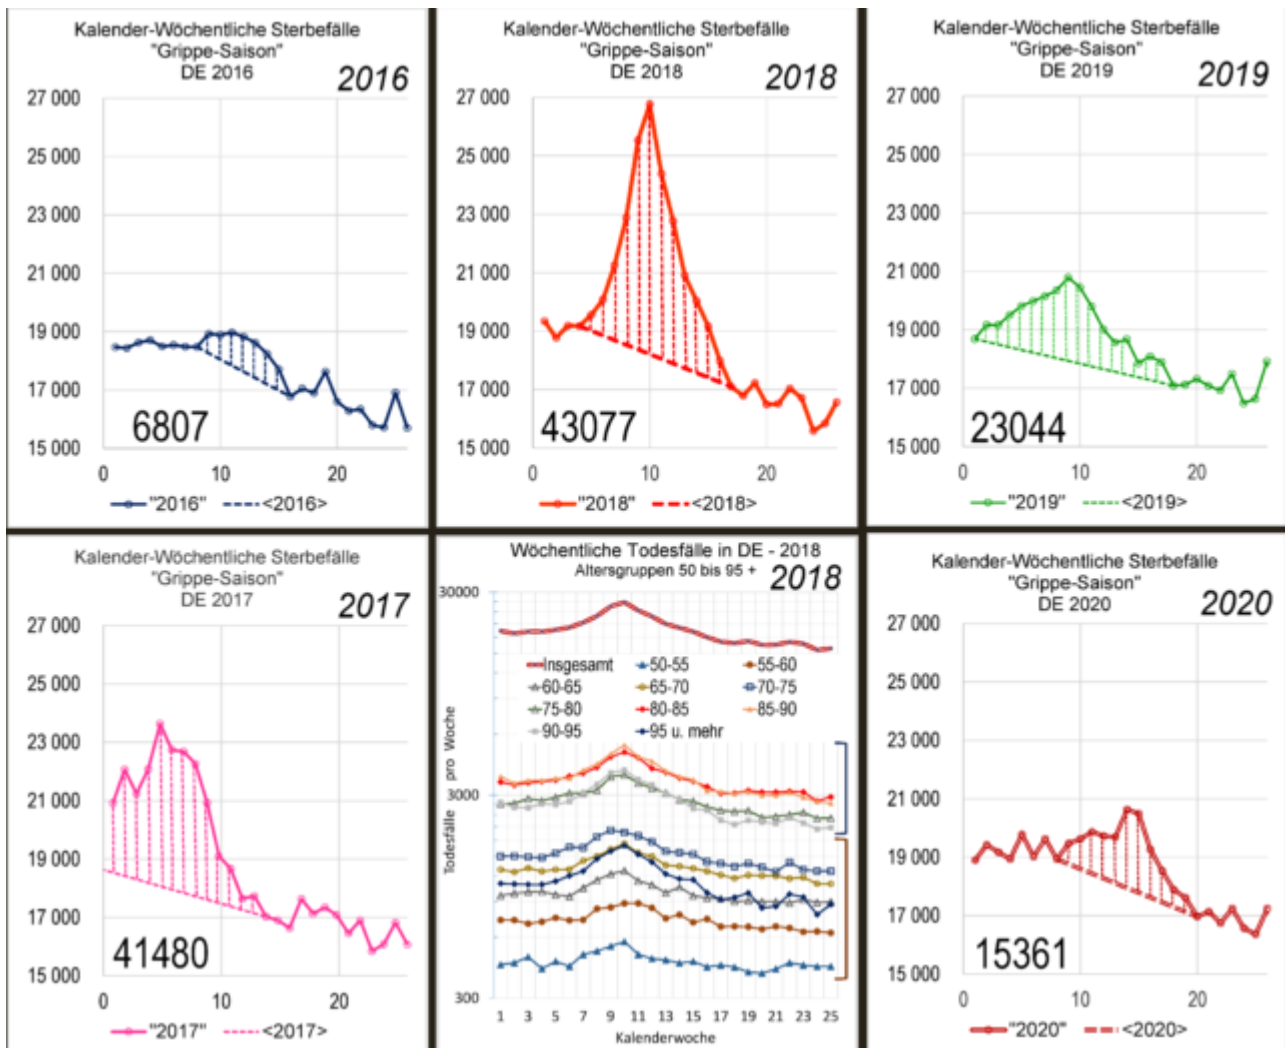 Kalender-Wöchentliche Sterbefälle
"Grippe-Saison"
DE 2016
2016
27 000
25 000
23 000
21 000
19 000
17 000
15 000
6807
0 10 20
"2016" <2016>
Kalender-Wöchentliche Sterbefälle
"Grippe-Saison"
DE 2018
2018
27 000
25 000
23 000
21 000
19 000
17 000
15 000
43077
0 10 20
"2018" <2018>
Kalender-Wöchentliche Sterbefälle
"Grippe-Saison"
DE 2019
2019
27 000
25 000
23 000
21 000
19 000
17 000
15 000
23044
0 10 20
"2019" <2019>
Kalender-Wöchentliche Sterbefälle
"Grippe-Saison"
DE 2017
2017
27 000
25 000
23 000
21 000
19 000
17 000
15 000
41480
0 10 20
"2017" <2017>
Wöchentliche Todesfälle in DE - 2018
Altersgruppen 50 bis 95 +
2018
30000
Insgesamt 50-55 55-60
60-65 65-70 70-75
75-80 80-85 85-90
90-95 95 u. mehr
Todesfälle pro Woche
3000
300
1 3 5 7 9 11 13 15 17 19 21 23 25
Kalenderwoche
Kalender-Wöchentliche Sterbefälle
"Grippe-Saison"
DE 2020
2020
27 000
25 000
23 000
21 000
19 000
17 000
15 000
15361
0 10 20
"2020" <2020>